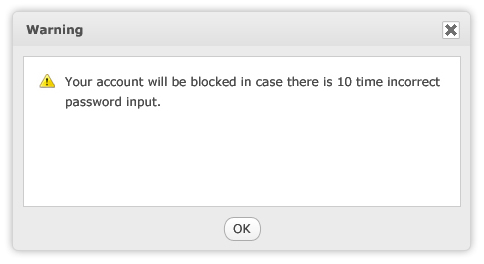 Warning
Your account will be blocked in case there is 10 time incorrect
password input.
OK